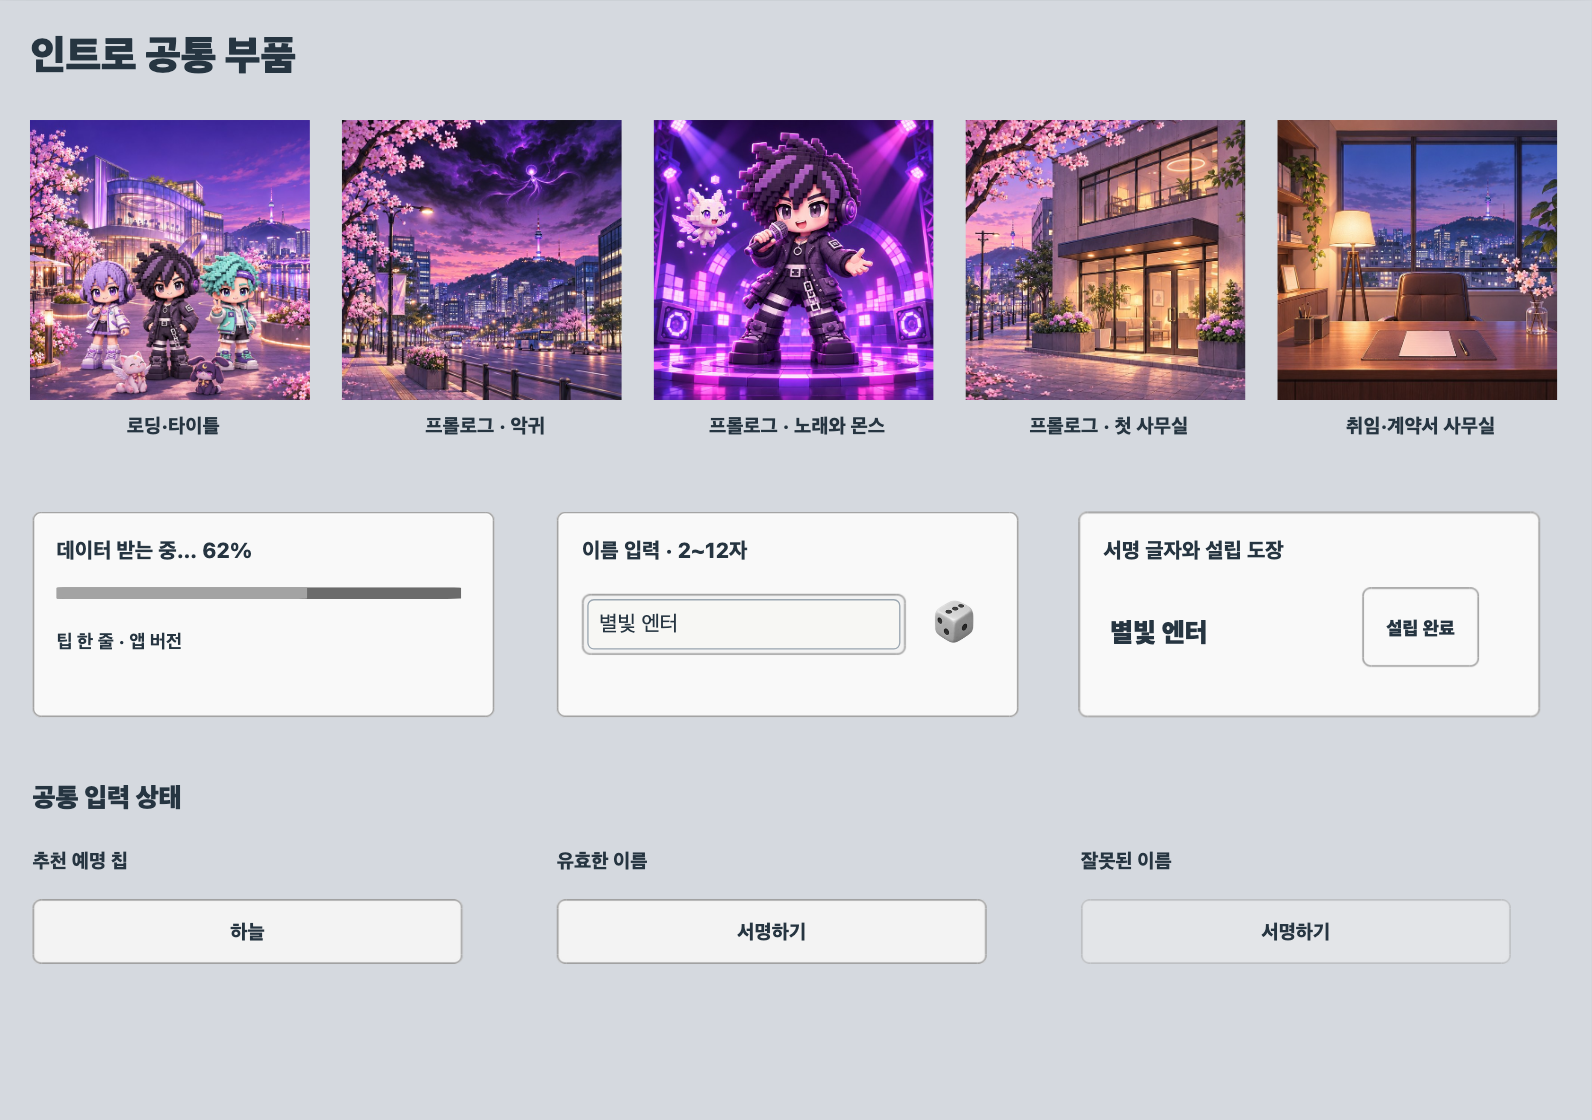 인트로 공통 부품
로딩·타이틀
프롤로그 · 악귀
프롤로그 · 노래와 몬스
프롤로그 · 첫 사무실
취임·계약서 사무실
데이터 받는 중... 62%
팁 한 줄 · 앱 버전
이름 입력 · 2~12자
별빛 엔터
서명 글자와 설립 도장
별빛 엔터
설립 완료
공통 입력 상태
추천 예명 칩
유효한 이름
잘못된 이름
하늘
서명하기
서명하기